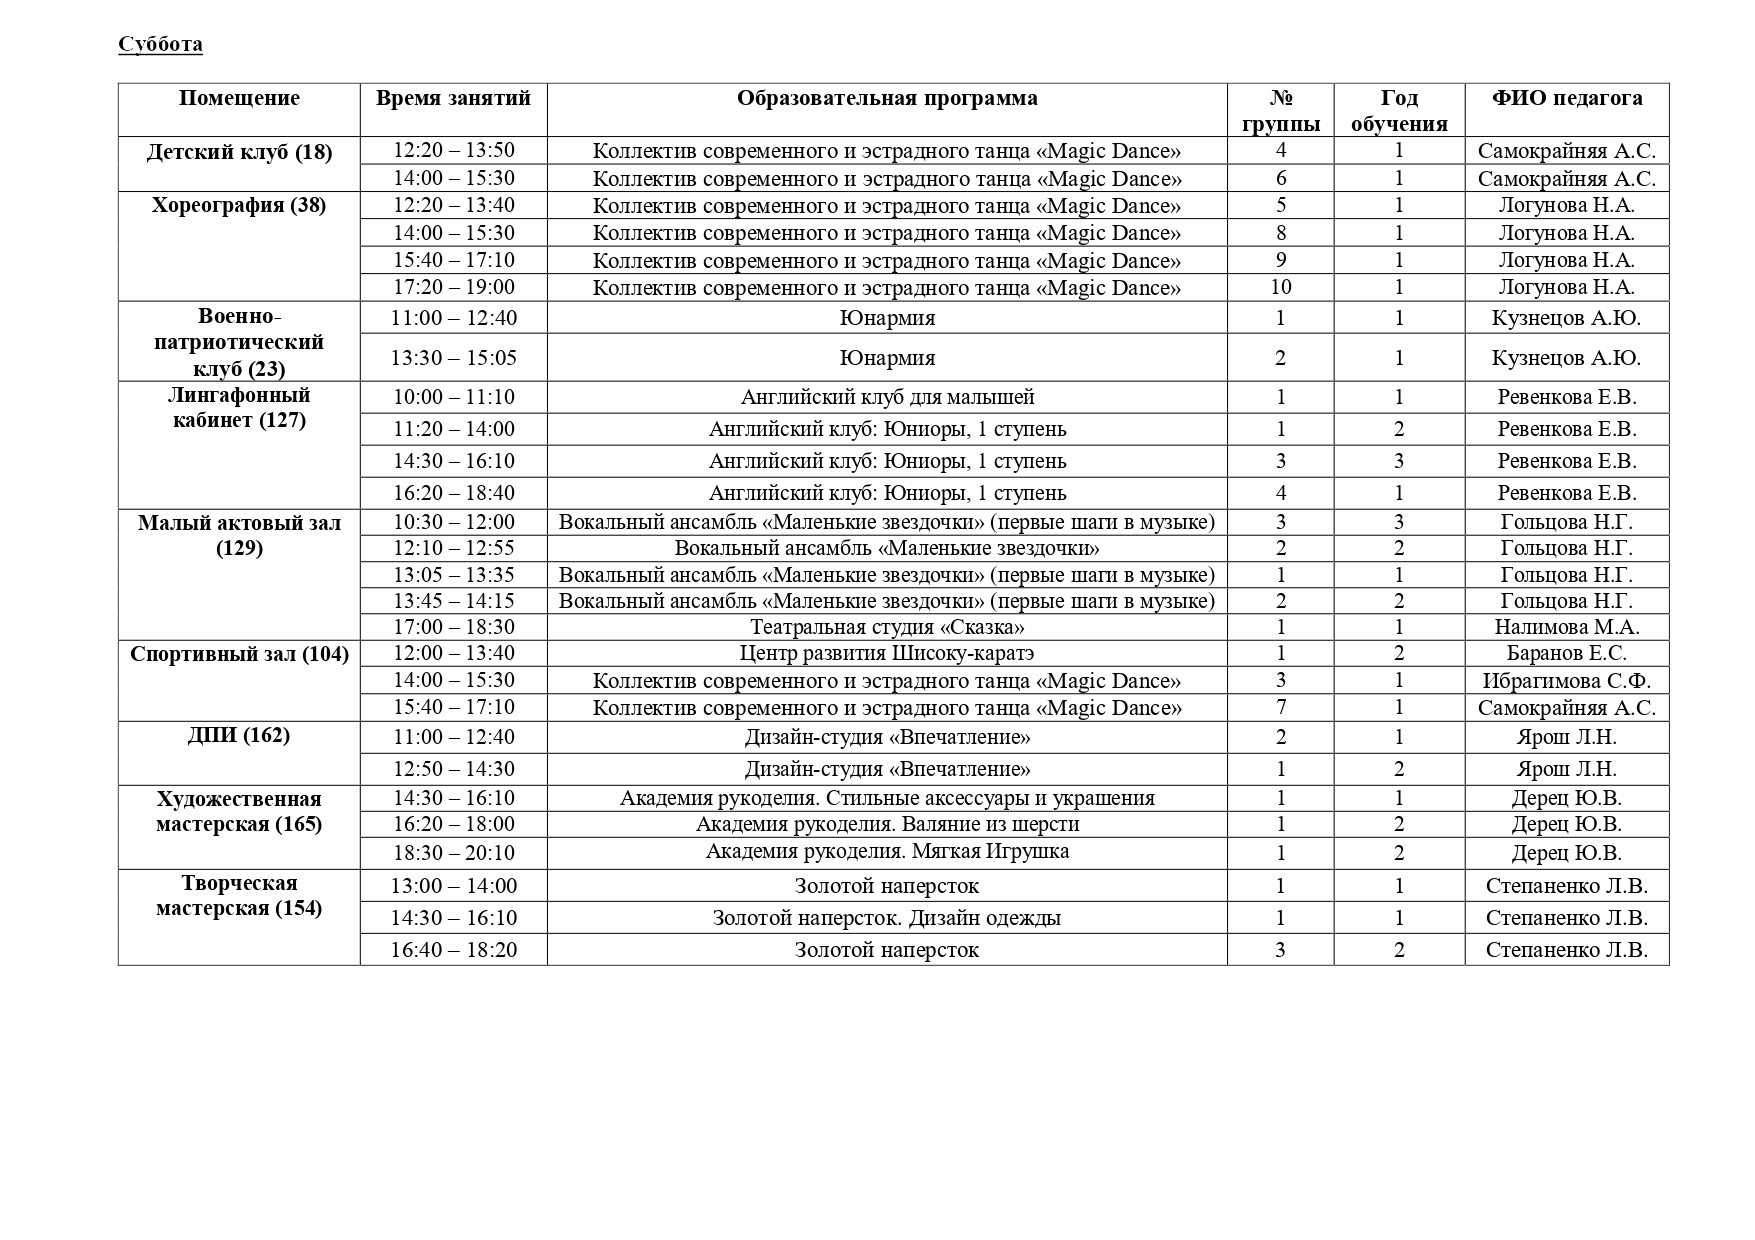 Суббота
Помещение Время занятий Образовательная программа № группы Год обучения ФИО педагога
Детский клуб (18) 12:20 – 13:50 Коллектив современного и эстрадного танца «Magic Dance» 4 1 Самокрайняя А.С.
14:00 – 15:30 Коллектив современного и эстрадного танца «Magic Dance» 6 1 Самокрайняя А.С.
Хореография (38) 12:20 – 13:40 Коллектив современного и эстрадного танца «Magic Dance» 5 1 Логунова Н.А.
14:00 – 15:30 Коллектив современного и эстрадного танца «Magic Dance» 8 1 Логунова Н.А.
15:40 – 17:10 Коллектив современного и эстрадного танца «Magic Dance» 9 1 Логунова Н.А.
17:20 – 19:00 Коллектив современного и эстрадного танца «Magic Dance» 10 1 Логунова Н.А.
Военно-патриотический клуб (23) 11:00 – 12:40 Юнармия 1 1 Кузнецов А.Ю.
13:30 – 15:05 Юнармия 2 1 Кузнецов А.Ю.
Лингафонный кабинет (127) 10:00 – 11:10 Английский клуб для малышей 1 1 Ревенкова Е.В.
11:20 – 14:00 Английский клуб: Юниоры, 1 ступень 1 2 Ревенкова Е.В.
14:30 – 16:10 Английский клуб: Юниоры, 1 ступень 3 3 Ревенкова Е.В.
16:20 – 18:40 Английский клуб: Юниоры, 1 ступень 4 1 Ревенкова Е.В.
Малый актовый зал (129) 10:30 – 12:00 Вокальный ансамбль «Маленькие звездочки» (первые шаги в музыке) 3 3 Гольцова Н.Г.
12:10 – 12:55 Вокальный ансамбль «Маленькие звездочки» 2 2 Гольцова Н.Г.
13:05 – 13:35 Вокальный ансамбль «Маленькие звездочки» (первые шаги в музыке) 1 1 Гольцова Н.Г.
13:45 – 14:15 Вокальный ансамбль «Маленькие звездочки» (первые шаги в музыке) 2 2 Гольцова Н.Г.
17:00 – 18:30 Театральная студия «Сказка» 1 1 Налимова М.А.
Спортивный зал (104) 12:00 – 13:40 Центр развития Шисоку-каратэ 1 2 Баранов Е.С.
14:00 – 15:30 Коллектив современного и эстрадного танца «Magic Dance» 3 1 Ибрагимова С.Ф.
15:40 – 17:10 Коллектив современного и эстрадного танца «Magic Dance» 7 1 Самокрайняя А.С.
ДПИ (162) 11:00 – 12:40 Дизайн-студия «Впечатление» 2 1 Ярош Л.Н.
12:50 – 14:30 Дизайн-студия «Впечатление» 1 2 Ярош Л.Н.
Художественная мастерская (165) 14:30 – 16:10 Академия рукоделия. Стильные аксессуары и украшения 1 1 Дерец Ю.В.
16:20 – 18:00 Академия рукоделия. Валяние из шерсти 1 2 Дерец Ю.В.
18:30 – 20:10 Академия рукоделия. Мягкая Игрушка 1 2 Дерец Ю.В.
Творческая мастерская (154) 13:00 – 14:00 Золотой наперсток 1 1 Степаненко Л.В.
14:30 – 16:10 Золотой наперсток. Дизайн одежды 1 1 Степаненко Л.В.
16:40 – 18:20 Золотой наперсток 3 2 Степаненко Л.В.